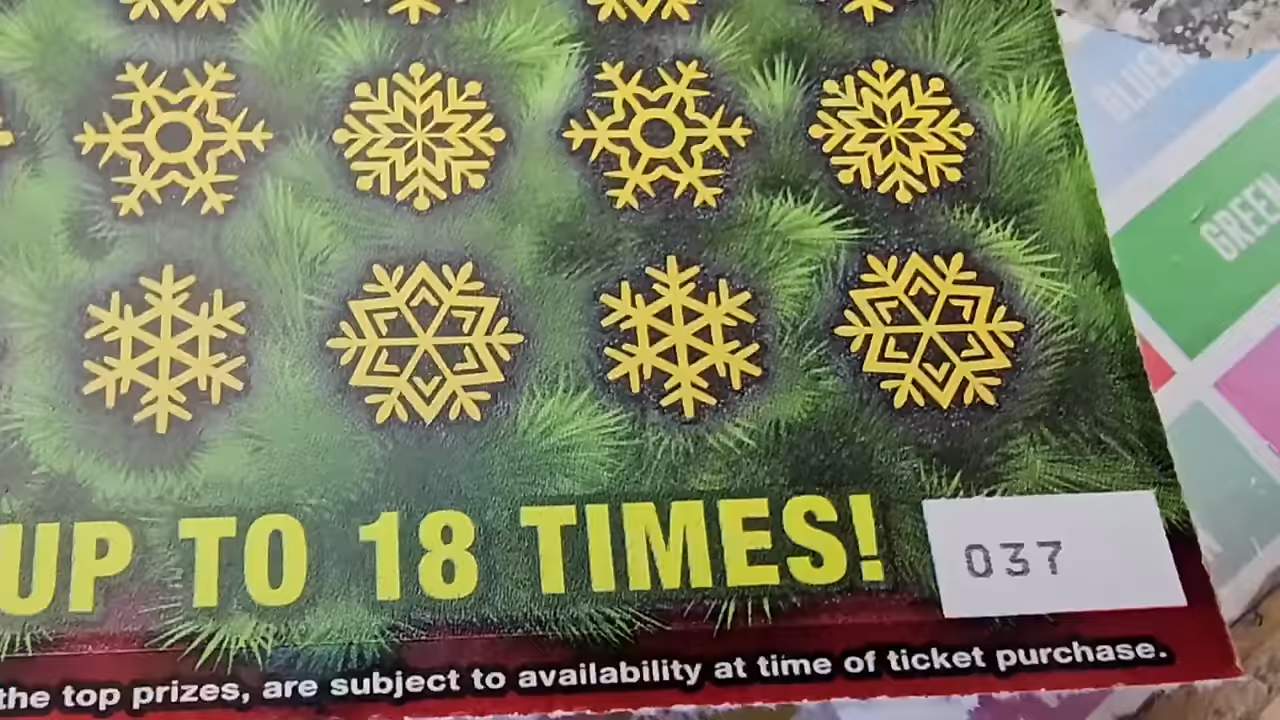 GREEN
UP TO 18 TIMES!
037
the top prizes, are subject to availability at time of ticket purchase.